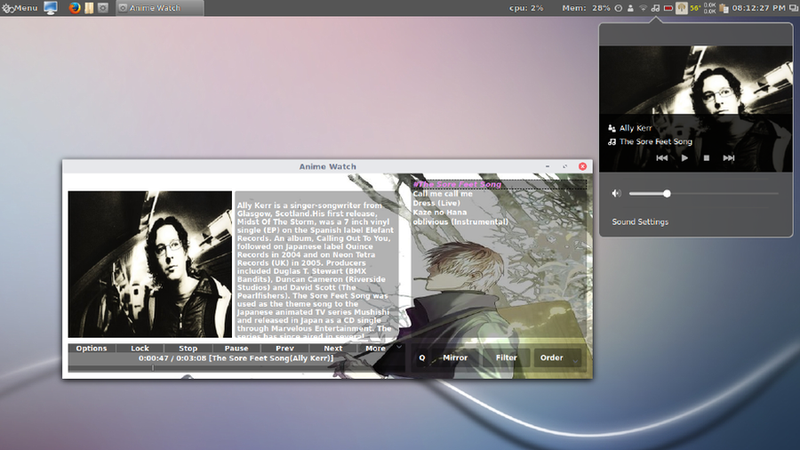 Menu
Anime Watch
cpu: 2%
Mem: 28%
56°
0.0K
0.0K
08:12:27 PM
Ally Kerr
The Sore Feet Song
Sound Settings
Anime Watch
Ally Kerr is a singer-songwriter from
Glasgow, Scotland.His first release,
Midst Of The Storm, was a 7 inch vinyl
single (EP) on the Spanish label Elefant
Records. An album, Calling Out To You,
followed on Japanese label Quince
Records in 2004 and on Neon Tetra
Records (UK) in 2005. Producers
included Duglas T. Stewart (BMX
Bandits), Duncan Cameron (Riverside
Studios) and David Scott (The
Pearlfishers). The Sore Feet Song was
used as the theme song to the
Japanese animated TV series Mushishi
and released in Japan as a CD single
through Marvelous Entertainment. The
series has since aired in several
#The Sore Feet Song
Call me call me
Dress (Live)
Kaze no Hana
oblivious (Instrumental)
Options Lock Stop Pause Prev Next More
0:00:47 / 0:03:08 [The Sore Feet Song(Ally Kerr)]
Q Mirror Filter Order